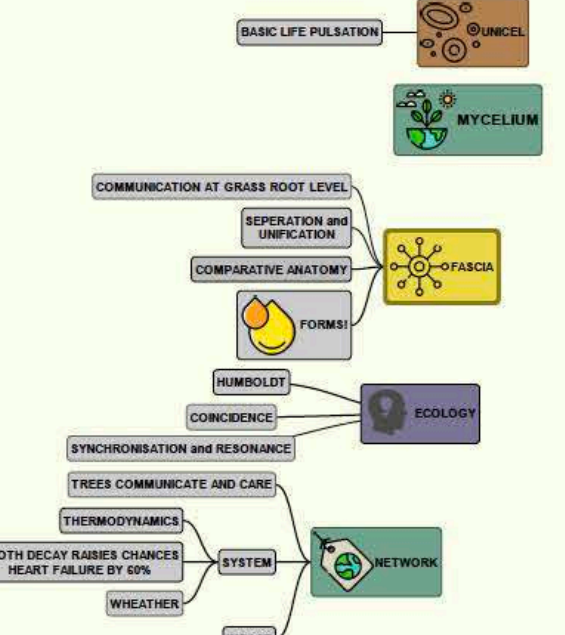 BASIC LIFE PULSATION
UNICEL
MYCELIUM
COMMUNICATION AT GRASS ROOT LEVEL
SEPERATION and
UNIFICATION
COMPARATIVE ANATOMY
FASCIA
FORMS!
HUMBOLDT
COINCIDENCE
ECOLOGY
SYNCHRONISATION and RESONANCE
TREES COMMUNICATE AND CARE
THERMODYNAMICS
DECAY RAISIES CHANCES
HEART FAILURE BY 60%
SYSTEM
NETWORK
WHEATHER